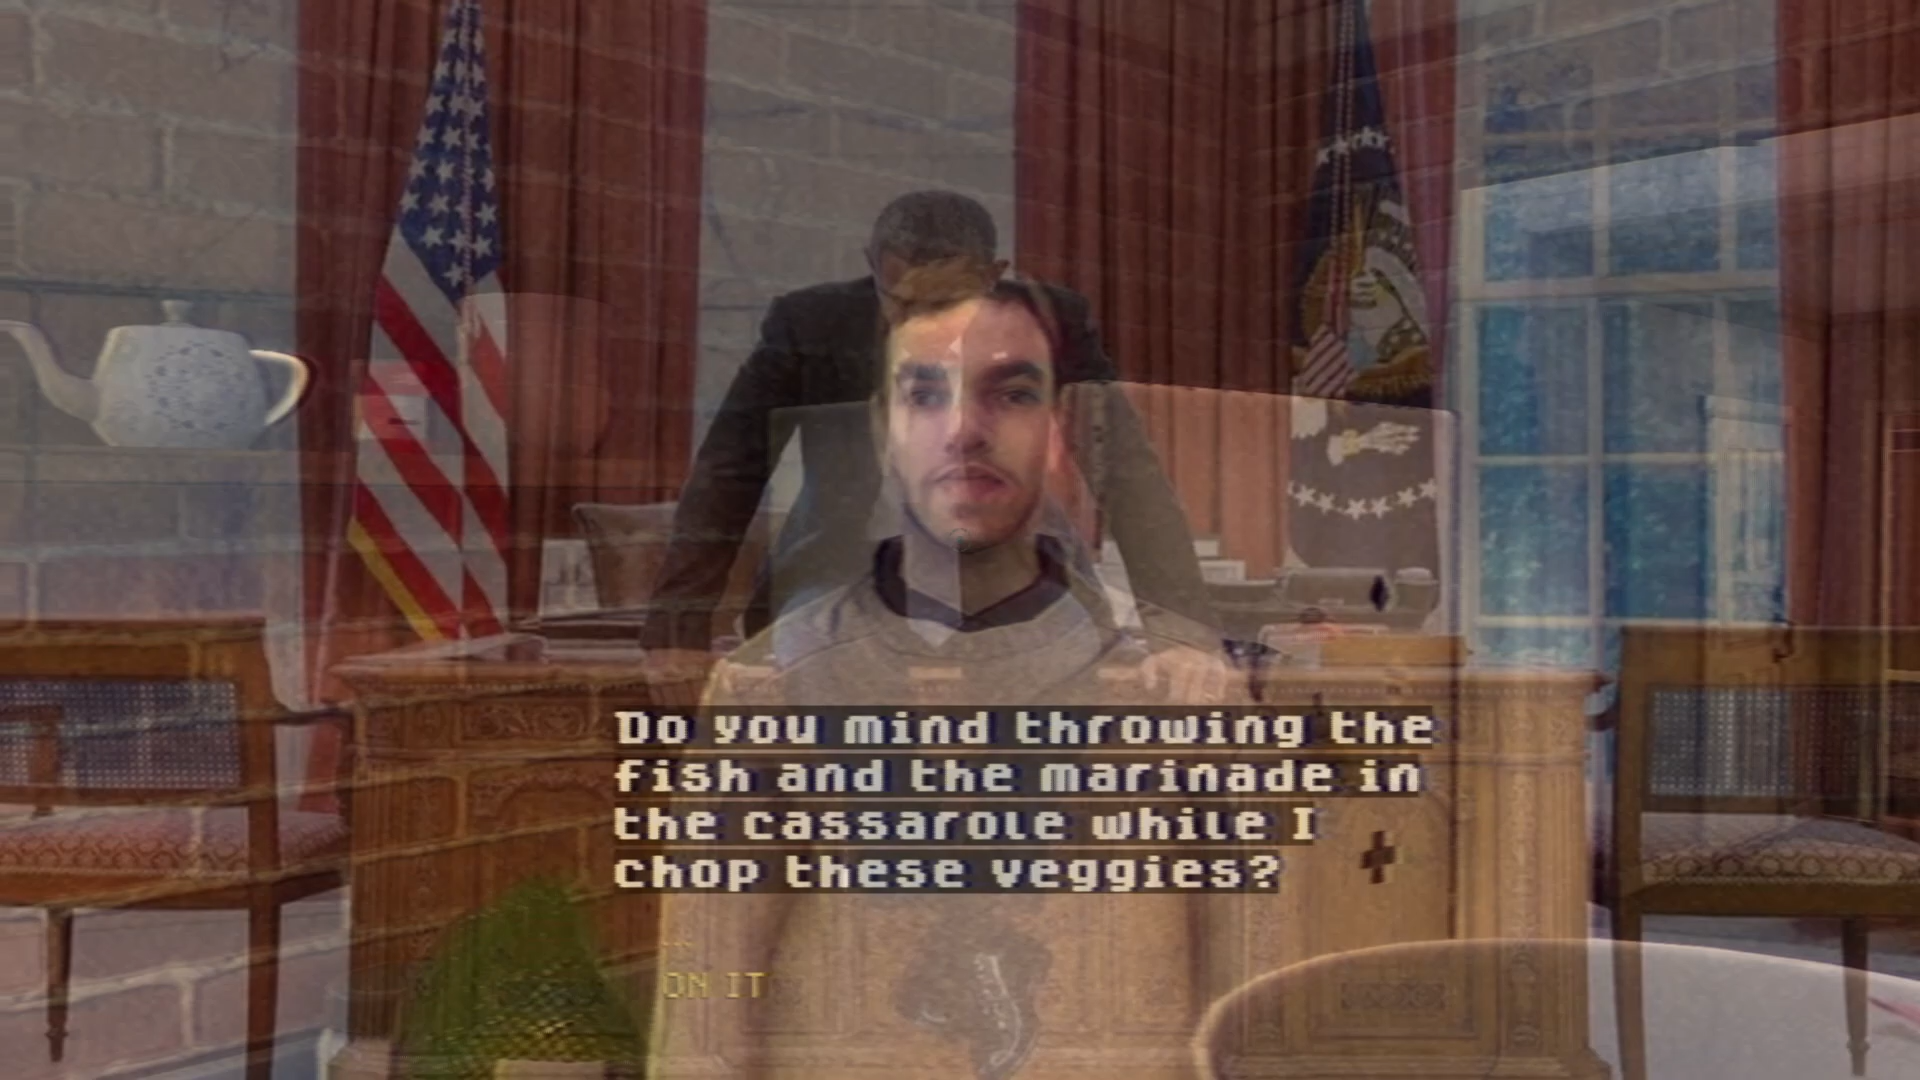 Do you mind throwing the
fish and the marinade in
the cassarole while I
chop these veggies?
...
ON IT